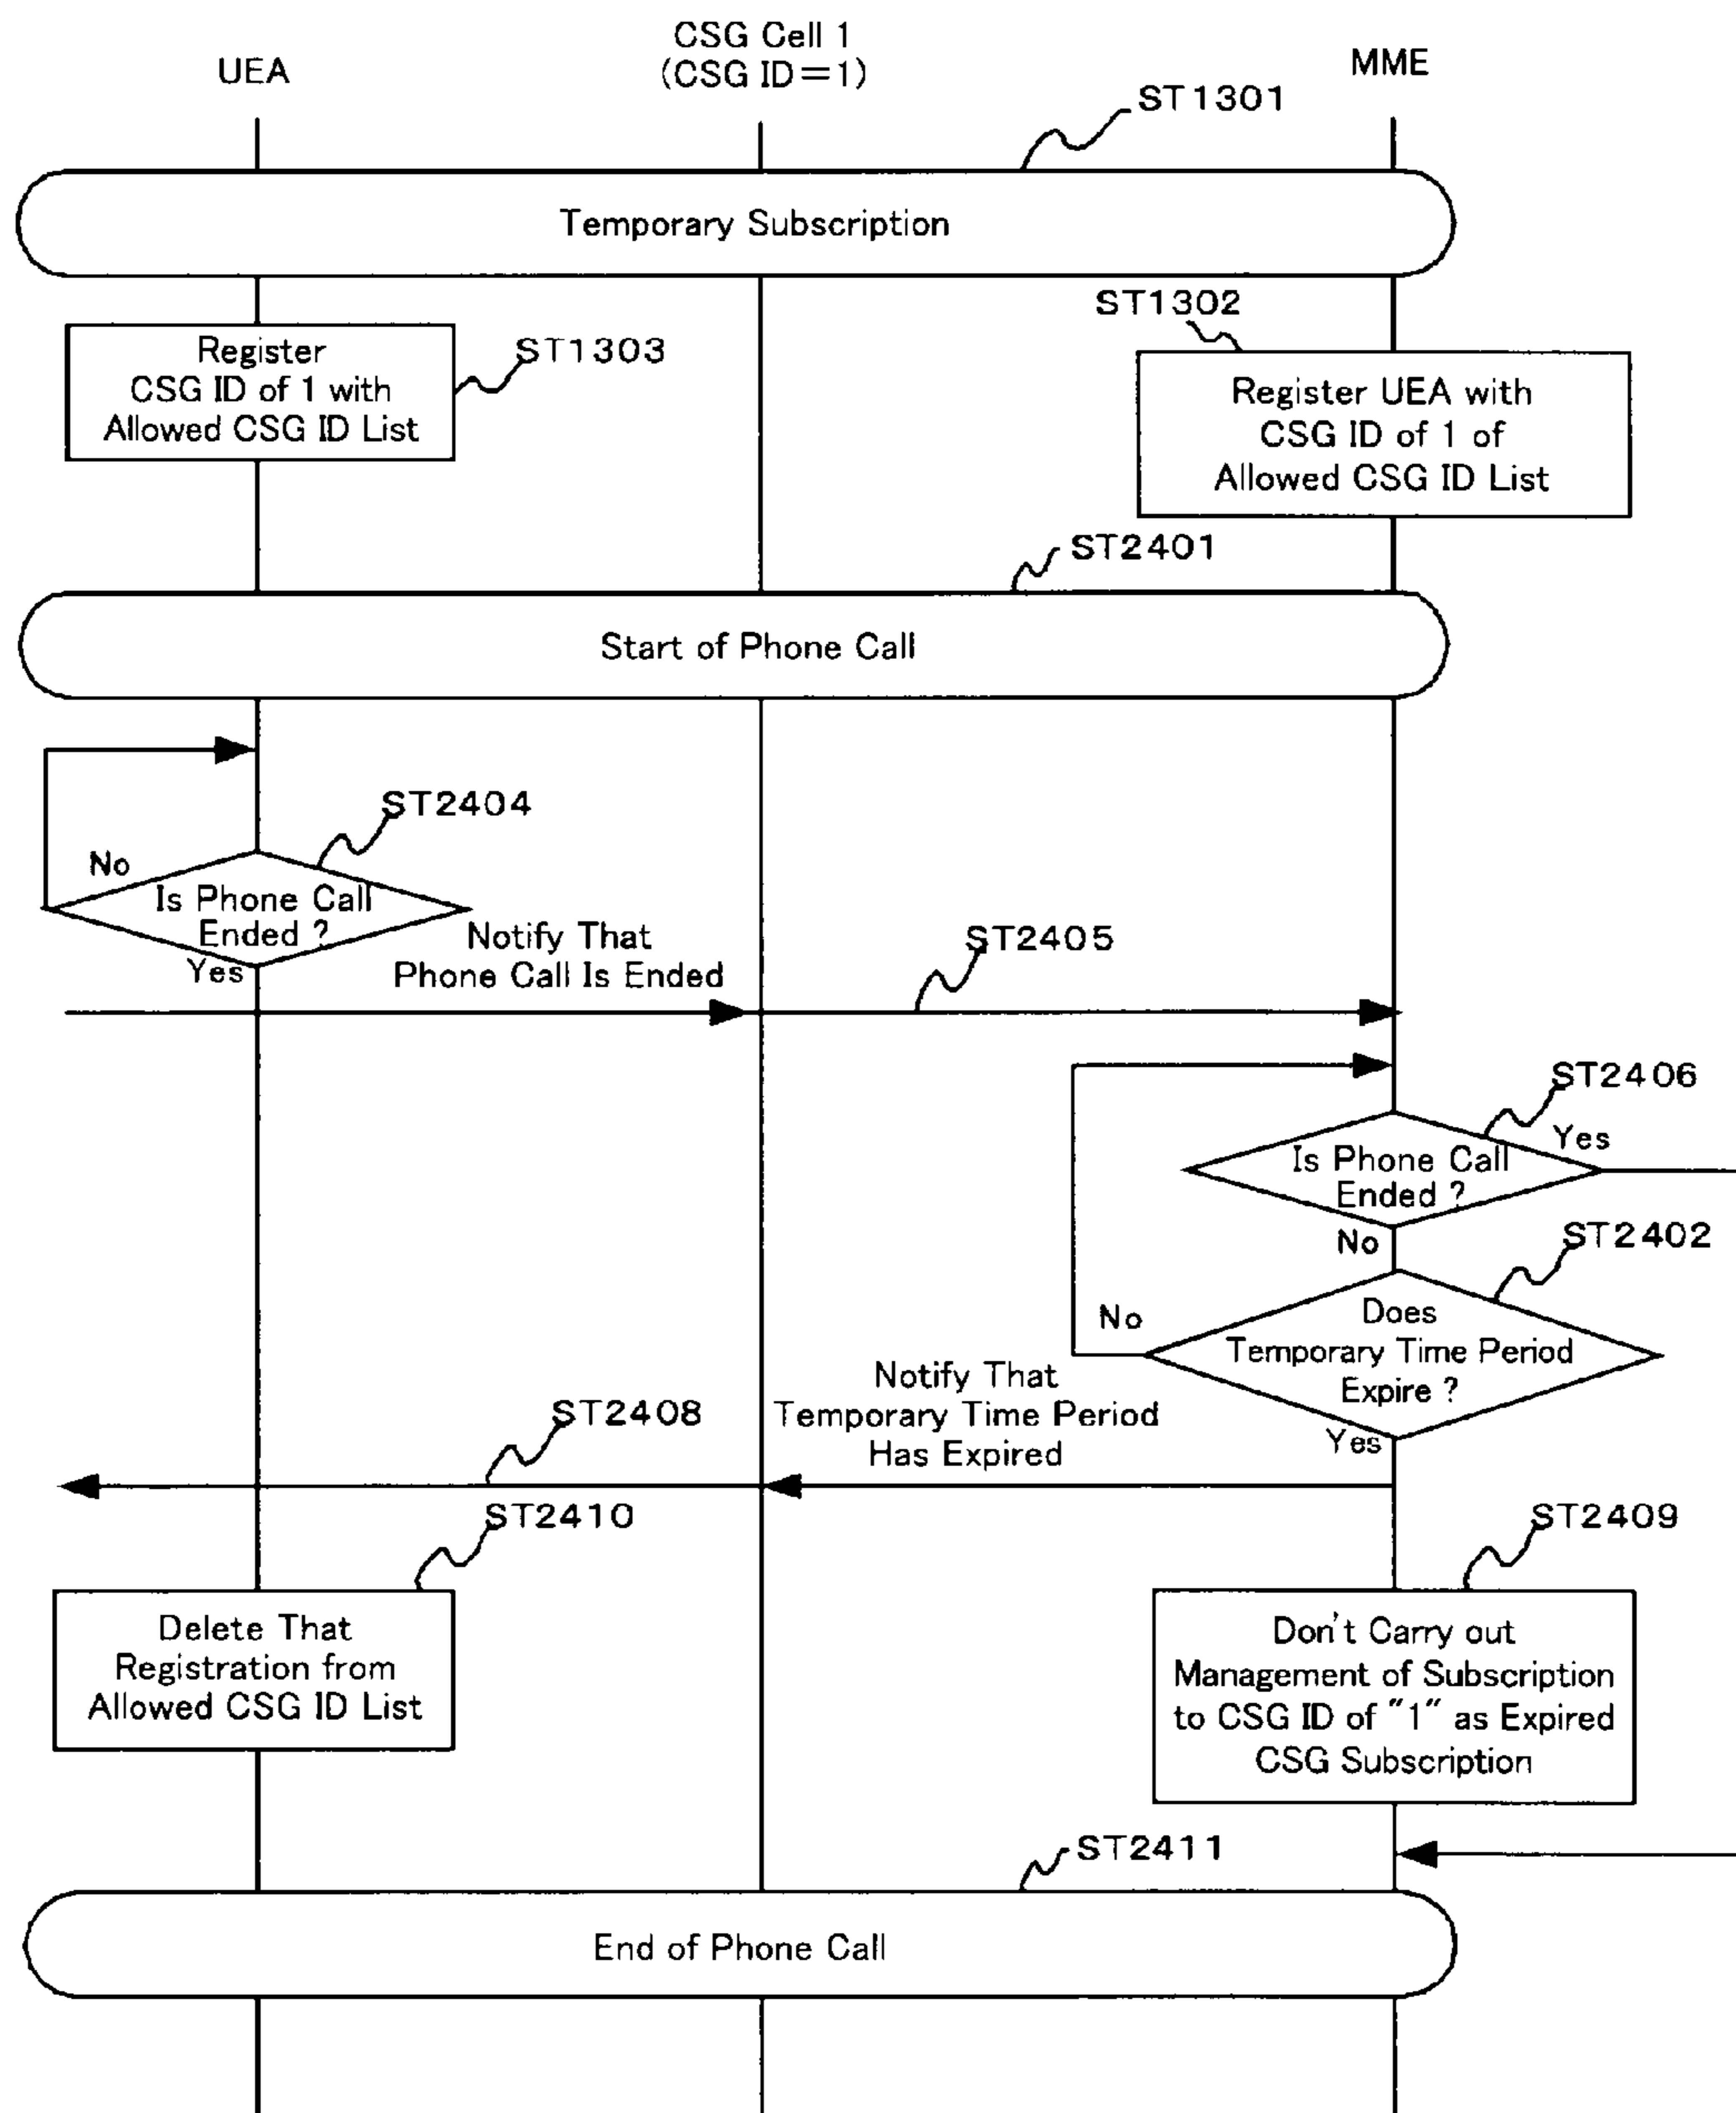 UEA
CSG Cell 1
(CSG ID=1)
MME
ST1301
Temporary Subscription
ST1302
Register
CSG ID of 1 with
Allowed CSG ID List
ST1303
Register UEA with
CSG ID of 1 of
Allowed CSG ID List
ST2401
Start of Phone Call
ST2404
No
Is Phone Call
Ended ?
Yes
Notify That
Phone Call Is Ended
ST2405
ST2406
Yes
Is Phone Call
Ended ?
No
ST2402
No
Does
Temporary Time Period
Expire ?
Yes
Notify That
Temporary Time Period
Has Expired
ST2408
ST2410
ST2409
Delete That
Registration from
Allowed CSG ID List
Don't Carry out
Management of Subscription
to CSG ID of "1" as Expired
CSG Subscription
ST2411
End of Phone Call